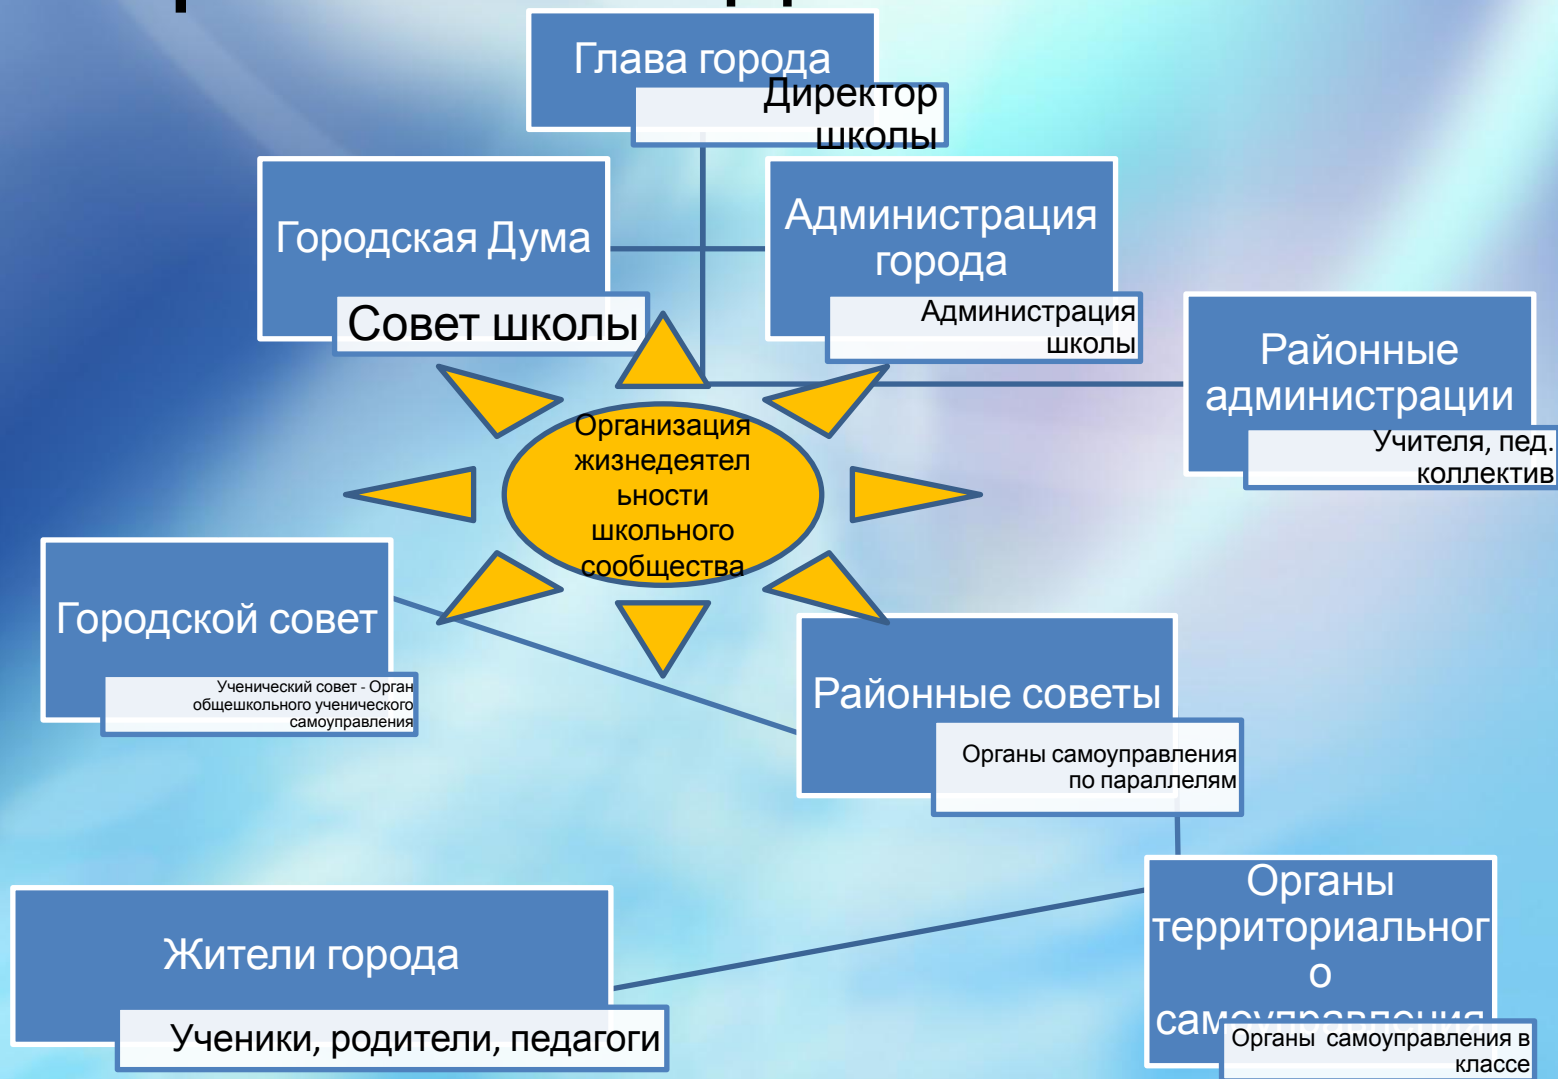 Глава города
Директор
школы
Городская Дума
Совет школы
Администрация
города
Администрация
школы
Районные
администрации
Учителя, пед.
коллектив
Организация
жизнедеятел
ьности
школьного
сообщества
Городской совет
Ученический совет - Орган
общешкольного ученического
самоуправления
Районные советы
Органы самоуправления
по параллелям
Органы
территориальног
о
самоуправления
Органы самоуправления в
классе
Жители города
Ученики, родители, педагоги